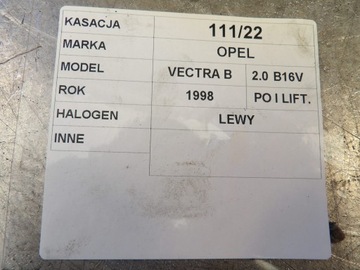 KASACJA 111/22
MARKA OPEL
MODEL VECTRA B 2.0 B16V
ROK 1998 PO I LIFT.
HALOGEN LEWY
INNE